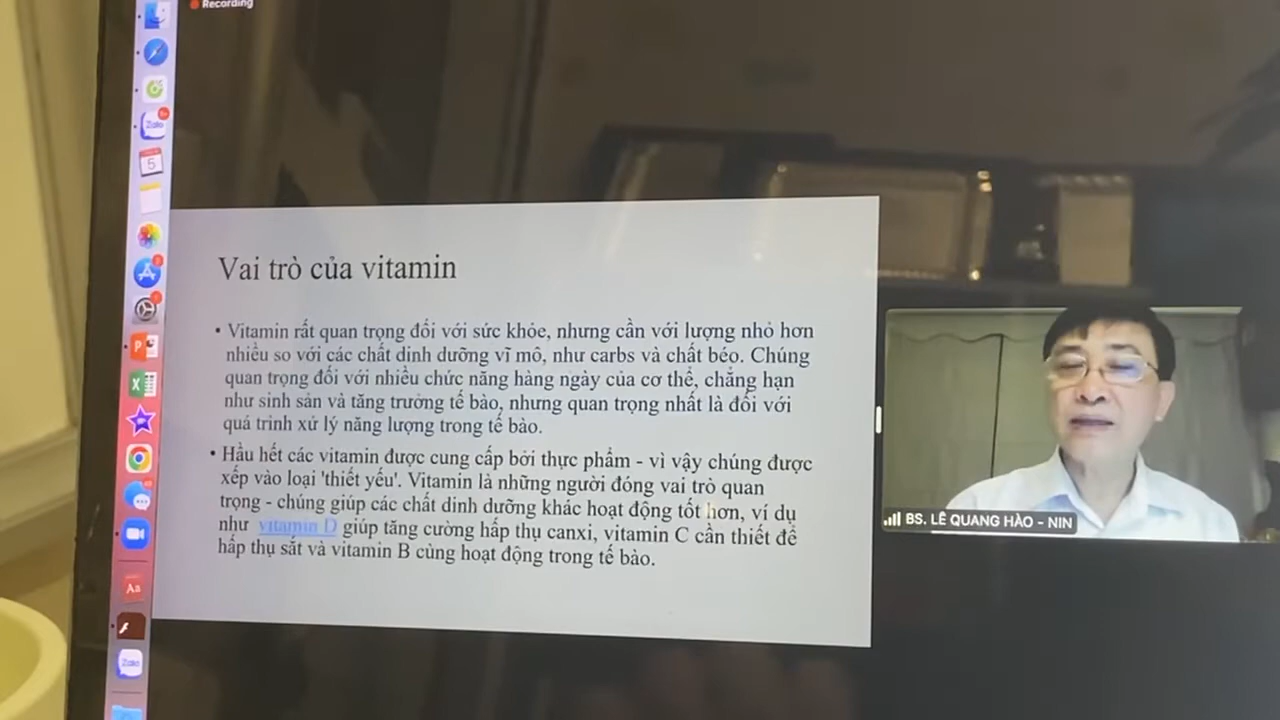 Recording
Zalo
5
Vai trò của vitamin
• Vitamin rất quan trọng đối với sức khỏe, nhưng cần với lượng nhỏ hơn
nhiều so với các chất dinh dưỡng vĩ mô, như carbs và chất béo. Chúng
quan trọng đối với nhiều chức năng hàng ngày của cơ thể, chẳng hạn
như sinh sản và tăng trưởng tế bào, nhưng quan trọng nhất là đối với
quá trình xử lý năng lượng trong tế bào.
• Hầu hết các vitamin được cung cấp bởi thực phẩm - vì vậy chúng được
xếp vào loại 'thiết yếu'. Vitamin là những người đóng vai trò quan
trọng - chúng giúp các chất dinh dưỡng khác hoạt động tốt hơn, ví dụ
như vitamin D giúp tăng cường hấp thụ canxi, vitamin C cần thiết để
hấp thụ sắt và vitamin B cùng hoạt động trong tế bào.
BS. LÊ QUANG HÀO - NIN
P
X
Aa
Zalo